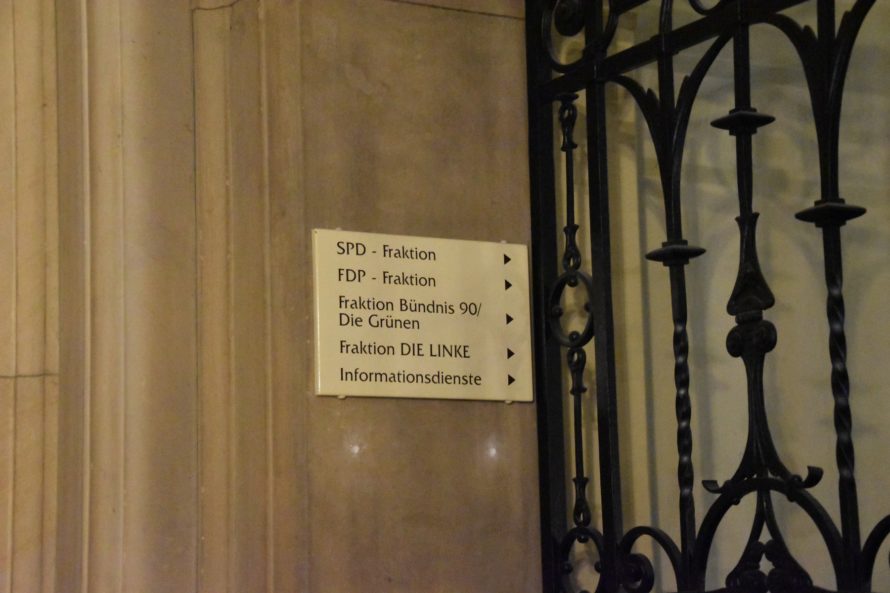 SPD - Fraktion
FDP - Fraktion
Fraktion Bündnis 90/
Die Grünen
Fraktion DIE LINKE
Informationsdienste